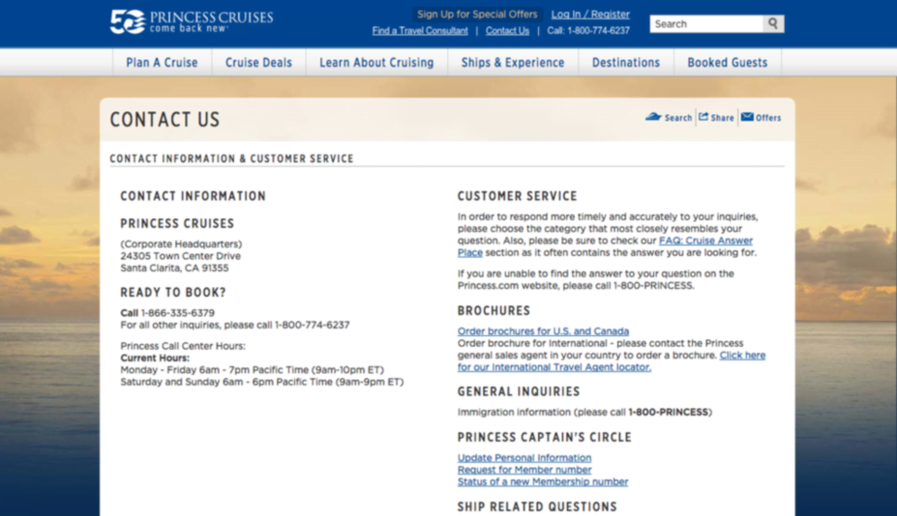 50 PRINCESS CRUISES
come back new
Sign Up for Special Offers Log In / Register
Find a Travel Consultant | Contact Us | Call: 1-800-774-6237
Search
Plan A Cruise Cruise Deals Learn About Cruising Ships & Experience Destinations Booked Guests
CONTACT US
Search Share Offers
CONTACT INFORMATION & CUSTOMER SERVICE
CONTACT INFORMATION
PRINCESS CRUISES
(Corporate Headquarters)
24305 Town Center Drive
Santa Clarita, CA 91355
READY TO BOOK?
Call 1-866-335-6379
For all other inquiries, please call 1-800-774-6237
Princess Call Center Hours:
Current Hours:
Monday - Friday 6am - 7pm Pacific Time (9am-10pm ET)
Saturday and Sunday 6am - 6pm Pacific Time (9am-9pm ET)
CUSTOMER SERVICE
In order to respond more timely and accurately to your inquiries,
please choose the category that most closely resembles your
question. Also, please be sure to check our FAQ: Cruise Answer
Place section as it often contains the answer you are looking for.
If you are unable to find the answer to your question on the
Princess.com website, please call 1-800-PRINCESS.
BROCHURES
Order brochures for U.S. and Canada
Order brochure for International - please contact the Princess
general sales agent in your country to order a brochure. Click here
for our International Travel Agent locator.
GENERAL INQUIRIES
Immigration information (please call 1-800-PRINCESS)
PRINCESS CAPTAIN'S CIRCLE
Update Personal Information
Request for Member number
Status of a new Membership number
SHIP RELATED QUESTIONS